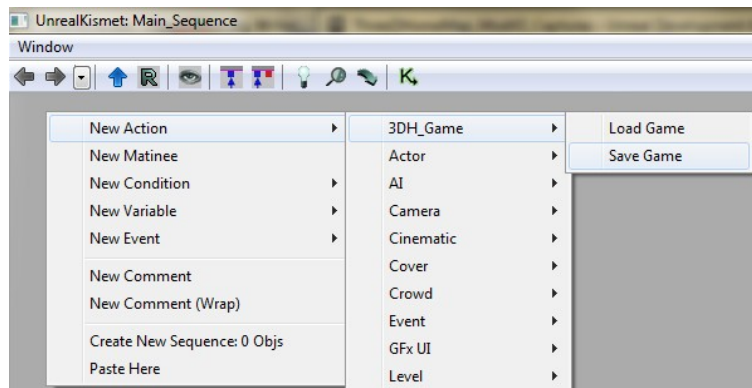 UnrealKismet: Main_Sequence
Window
R
K
New Action
New Matinee
New Condition
New Variable
New Event
New Comment
New Comment (Wrap)
Create New Sequence: 0 Objs
Paste Here
3DH_Game
Actor
AI
Camera
Cinematic
Cover
Crowd
Event
GFx UI
Level
Load Game
Save Game